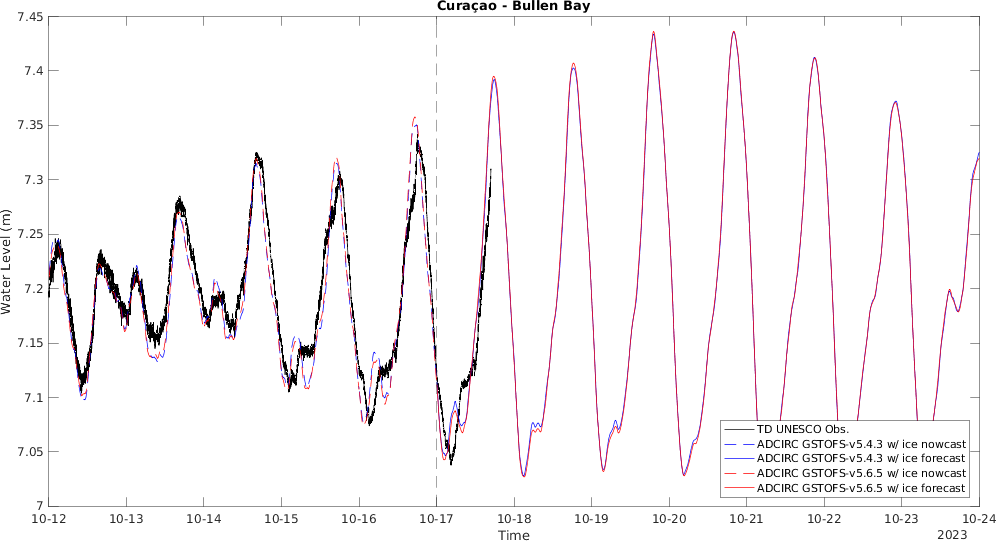 Curaçao - Bullen Bay
7.45
7.4
7.35
7.3
7.25
7.2
7.15
7.1
7.05
7
Water Level (m)
10-12 10-13 10-14 10-15 10-16 10-17 10-18 10-19 10-20 10-21 10-22 10-23 10-24
Time
2023
TD UNESCO Obs.
ADCIRC GSTOFS-v5.4.3 w/ ice nowcast
ADCIRC GSTOFS-v5.4.3 w/ ice forecast
ADCIRC GSTOFS-v5.6.5 w/ ice nowcast
ADCIRC GSTOFS-v5.6.5 w/ ice forecast